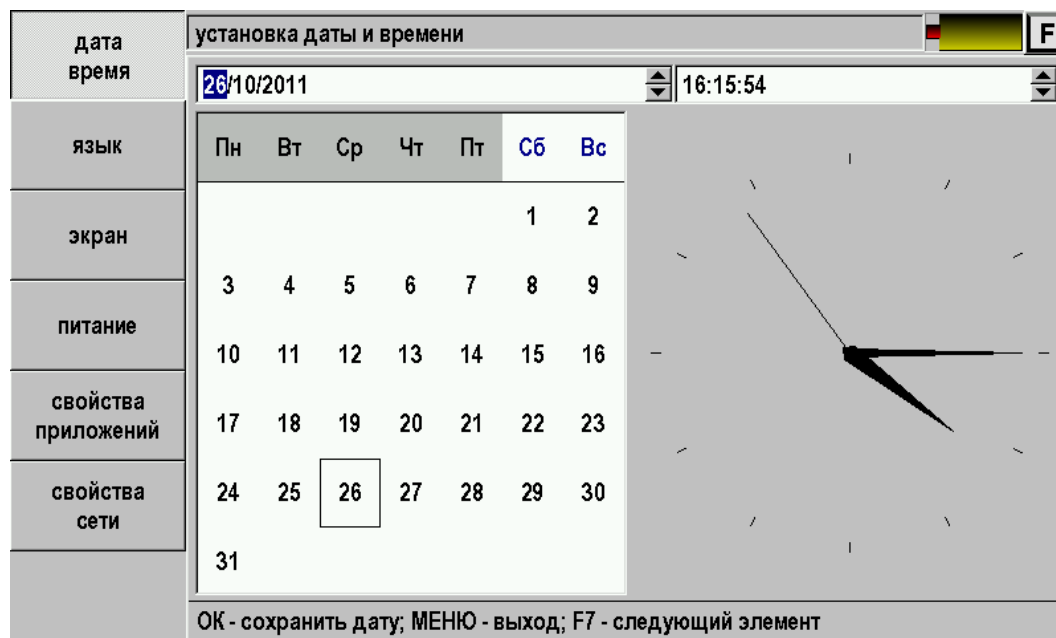 дата
время
язык
экран
питание
свойства
приложений
свойства
сети
установка даты и времени
F
26/10/2011
16:15:54
Пн Вт Ср Чт Пт Сб Вс
1 2
3 4 5 6 7 8 9
10 11 12 13 14 15 16
17 18 19 20 21 22 23
24 25 26 27 28 29 30
31
ОК - сохранить дату; МЕНЮ - выход; F7 - следующий элемент